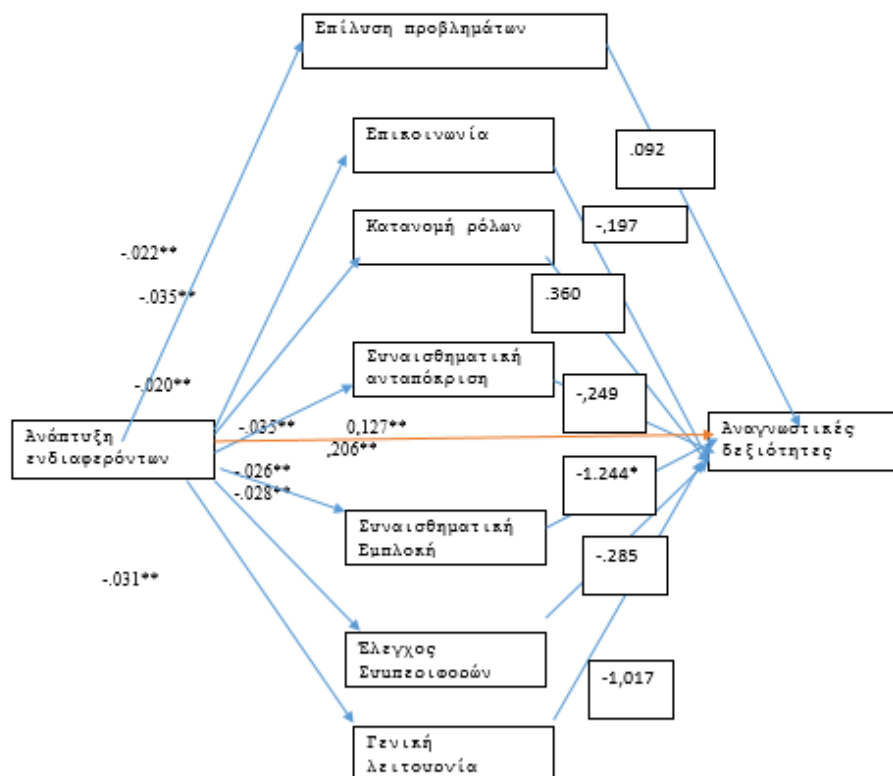 Επίλυση προβλημάτων
Επικοινωνία
.092
-,197
Κατανομή ρόλων
-.022**
-.035**
.360
Συναισθηματική
ανταπόκριση
-.020**
-,249
Ανάπτυξη
ενδιαφερόντων
-.035**
0,127**
,206**
Αναγνωστικές
δεξιότητες
-.026**
-.028**
-1.244*
Συναισθηματική
Εμπλοκή
-.285
-.031**
Έλεγχος
Συμπεριφορών
-1,017
Γενική
λειτουργία